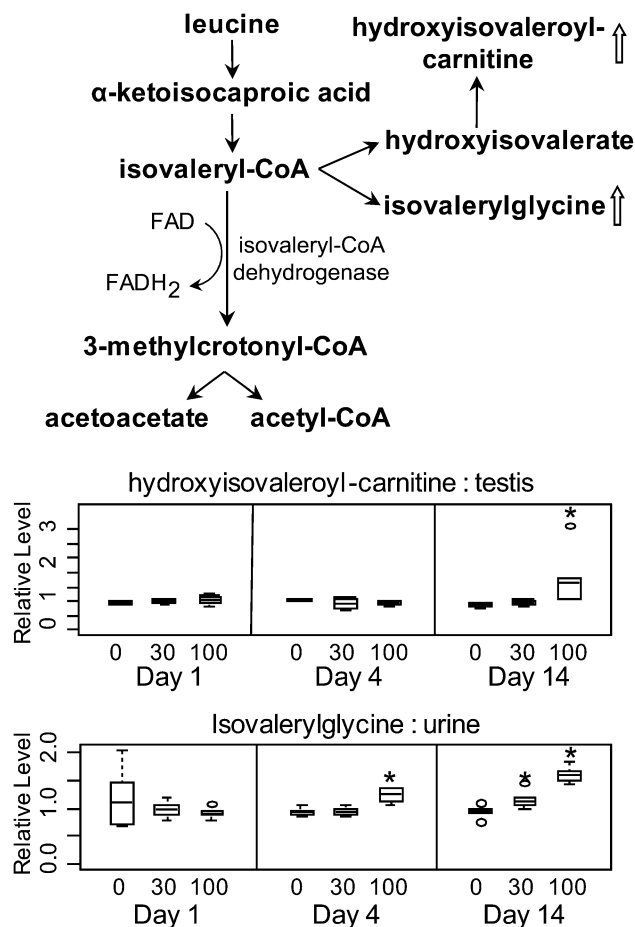 leucine
α-ketoisocaproic acid
isovaleryl-CoA
hydroxyisovaleroyl-
carnitine
hydroxyisovalerate
isovalerylglycine
FAD
FADH2
isovaleryl-CoA
dehydrogenase
3-methylcrotonyl-CoA
acetoacetate acetyl-CoA
hydroxyisovaleroyl-carnitine : testis
Relative Level
3
2
1
0
*
0 30 100 0 30 100 0 30 100
Day 1 Day 4 Day 14
Isovalerylglycine : urine
Relative Level
2.0
1.0
0.0
* * *
0 30 100 0 30 100 0 30 100
Day 1 Day 4 Day 14